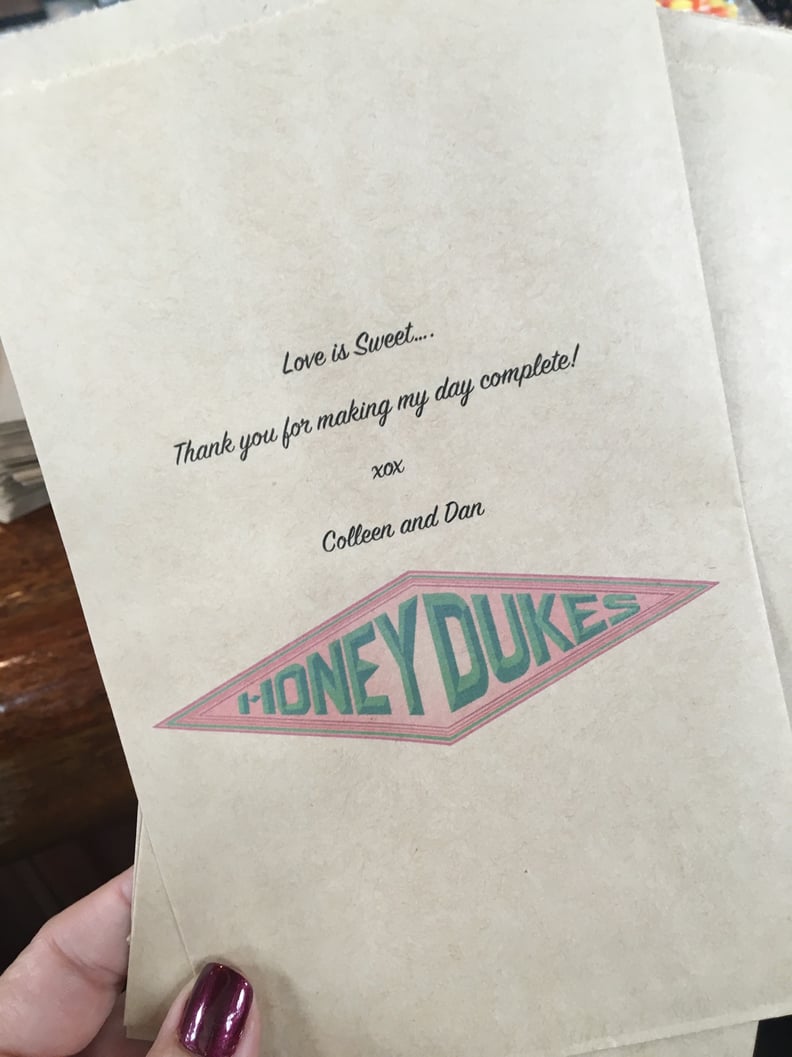 Love is Sweet....
Thank you for making my day complete!
xox
Colleen and Dan
HONEYDUKES